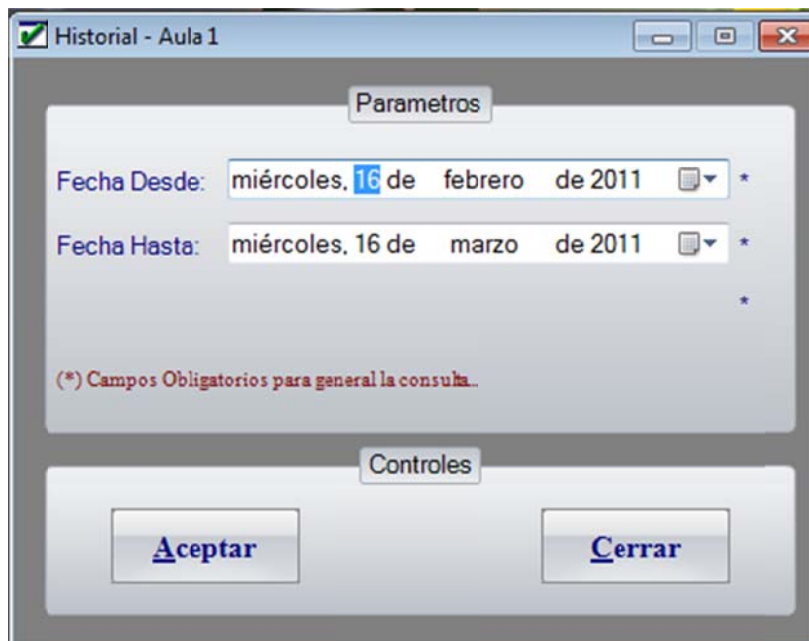 Historial - Aula 1
Parametros
Fecha Desde: miércoles, 16 de febrero de 2011 *
Fecha Hasta: miércoles, 16 de marzo de 2011 *
*
(*) Campos Obligatorios para general la consulta...
Controles
Aceptar Cerrar